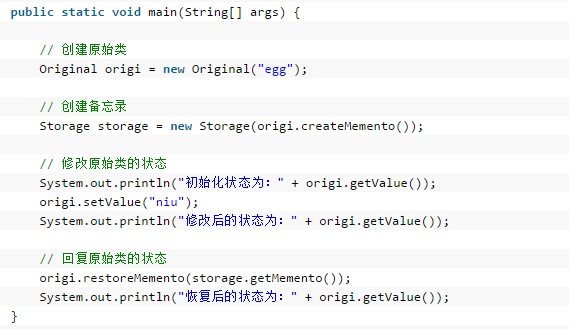 public static void main(String[] args) {
// 创建原始类
Original origi = new Original("egg");
// 创建备忘录
Storage storage = new Storage(origi.createMemento());
// 修改原始类的状态
System.out.println("初始化状态为：" + origi.getValue());
origi.setValue("niu");
System.out.println("修改后的状态为：" + origi.getValue());
// 回复原始类的状态
origi.restoreMemento(storage.getMemento());
System.out.println("恢复后的状态为：" + origi.getValue());
}